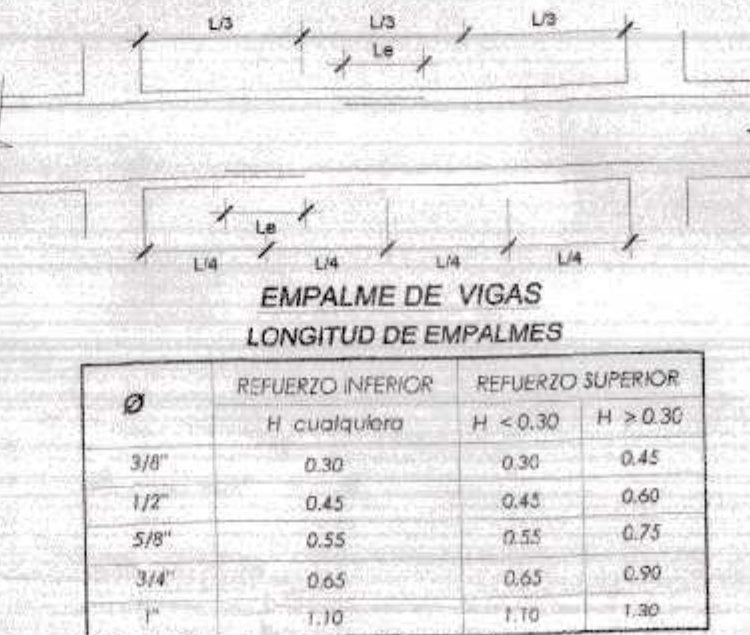 L/3 L/3 L/3
Le
Le
L/4 L/4 L/4 L/4
EMPALME DE VIGAS
LONGITUD DE EMPALMES
Ø REFUERZO INFERIOR REFUERZO SUPERIOR
H cualquiera H < 0.30 H > 0.30
3/8" 0.30 0.30 0.45
1/2" 0.45 0.45 0.60
5/8" 0.55 0.55 0.75
3/4" 0.65 0.65 0.90
1" 1.10 1.10 1.30